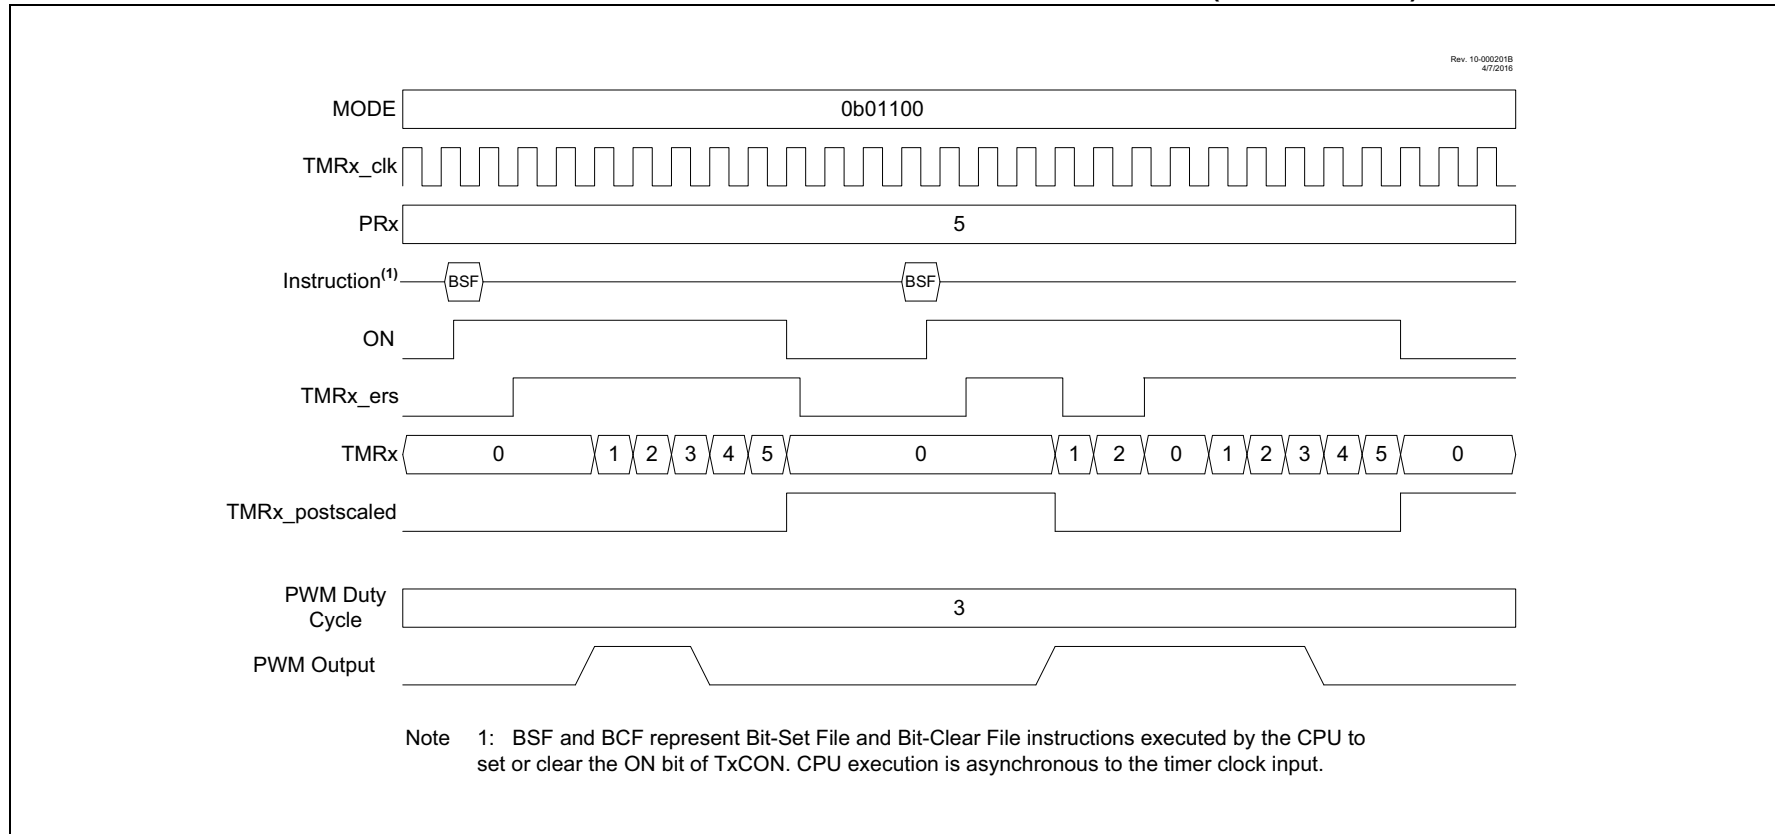 Rev. 10-000201B
4/7/2016
MODE 0b01100
TMRx_clk
PRx 5
Instruction(1) BSF BSF
ON
TMRx_ers
TMRx 0 1 2 3 4 5 0 1 2 0 1 2 3 4 5 0
TMRx_postscaled
PWM Duty
Cycle 3
PWM Output
Note 1: BSF and BCF represent Bit-Set File and Bit-Clear File instructions executed by the CPU to
set or clear the ON bit of TxCON. CPU execution is asynchronous to the timer clock input.